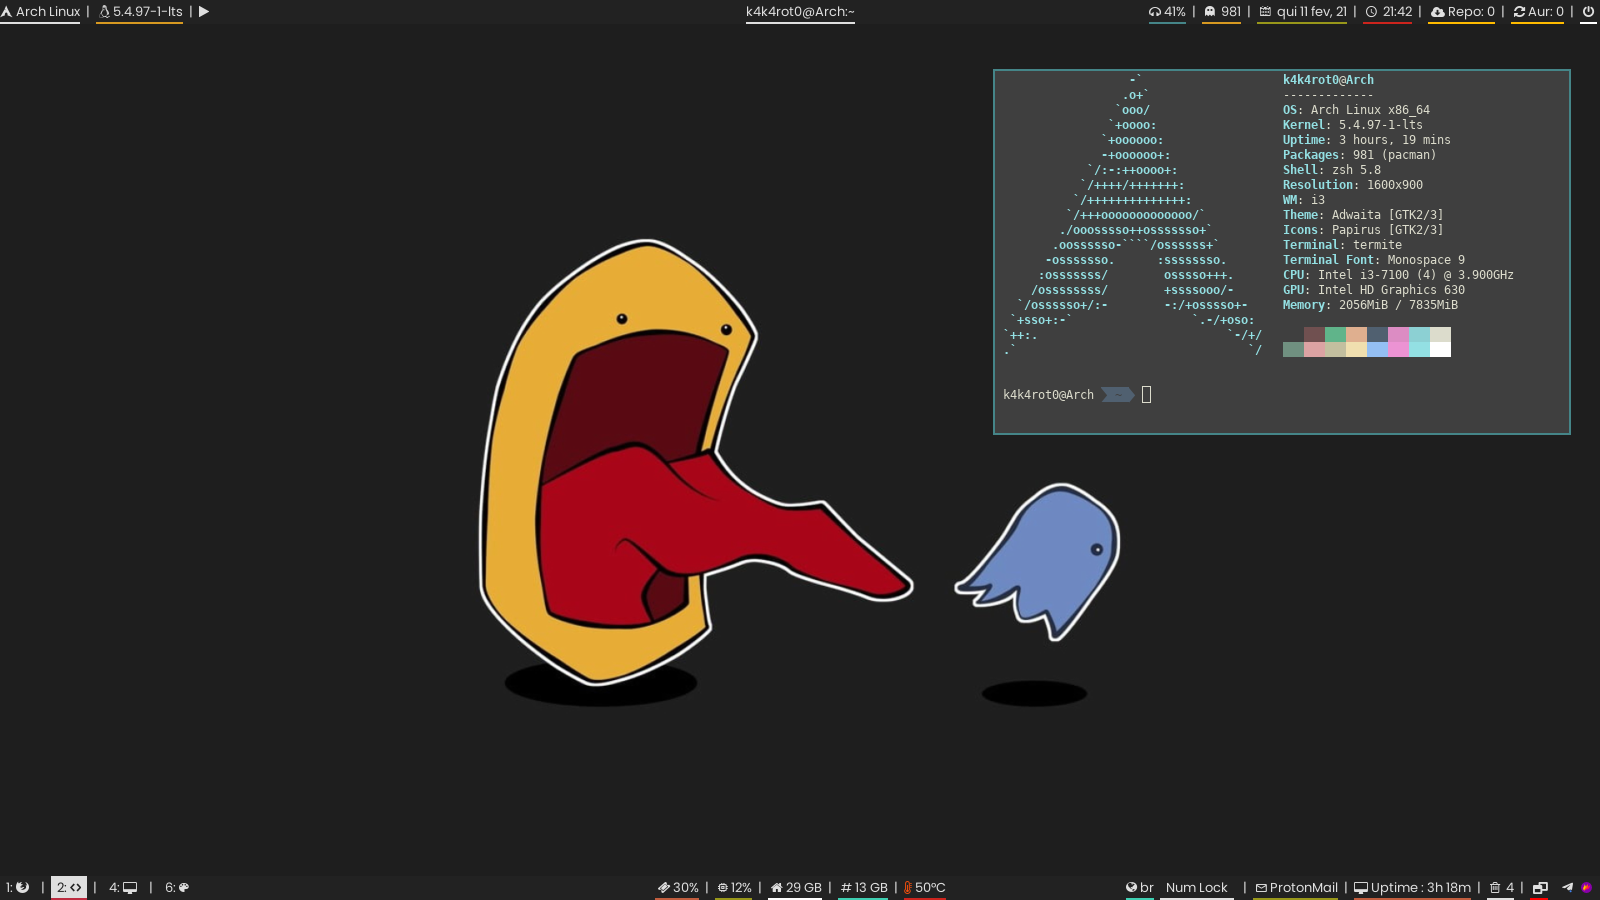 Arch Linux | 5.4.97-1-lts |
k4k4rot0@Arch:~
41% | 981 | qui 11 fev, 21 | 21:42 | Repo: 0 | Aur: 0 |
-`
.o+`
`ooo/
`+oooo:
`+oooooo:
-+oooooo+:
`/:-:++oooo+:
`/++++/+++++++:
`/++++++++++++++:
`/+++ooooooooooooo/`
./ooosssso++osssssso+`
.oossssso-````/ossssss+`
-osssssso. :ssssssso.
:osssssss/ osssso+++.
/ossssssss/ +ssssooo/-
`/ossssso+/:- -:/+osssso+-
`+sso+:-` `.-/+oso:
`++:. `-/+/
.` `/
k4k4rot0@Arch
-------------
OS: Arch Linux x86_64
Kernel: 5.4.97-1-lts
Uptime: 3 hours, 19 mins
Packages: 981 (pacman)
Shell: zsh 5.8
Resolution: 1600x900
WM: i3
Theme: Adwaita [GTK2/3]
Icons: Papirus [GTK2/3]
Terminal: termite
Terminal Font: Monospace 9
CPU: Intel i3-7100 (4) @ 3.900GHz
GPU: Intel HD Graphics 630
Memory: 2056MiB / 7835MiB
k4k4rot0@Arch ~
1: | 2: | 4: | 6:
30% | 12% | 29 GB | # 13 GB | 50°C
br Num Lock | ProtonMail | Uptime : 3h 18m | 4 |